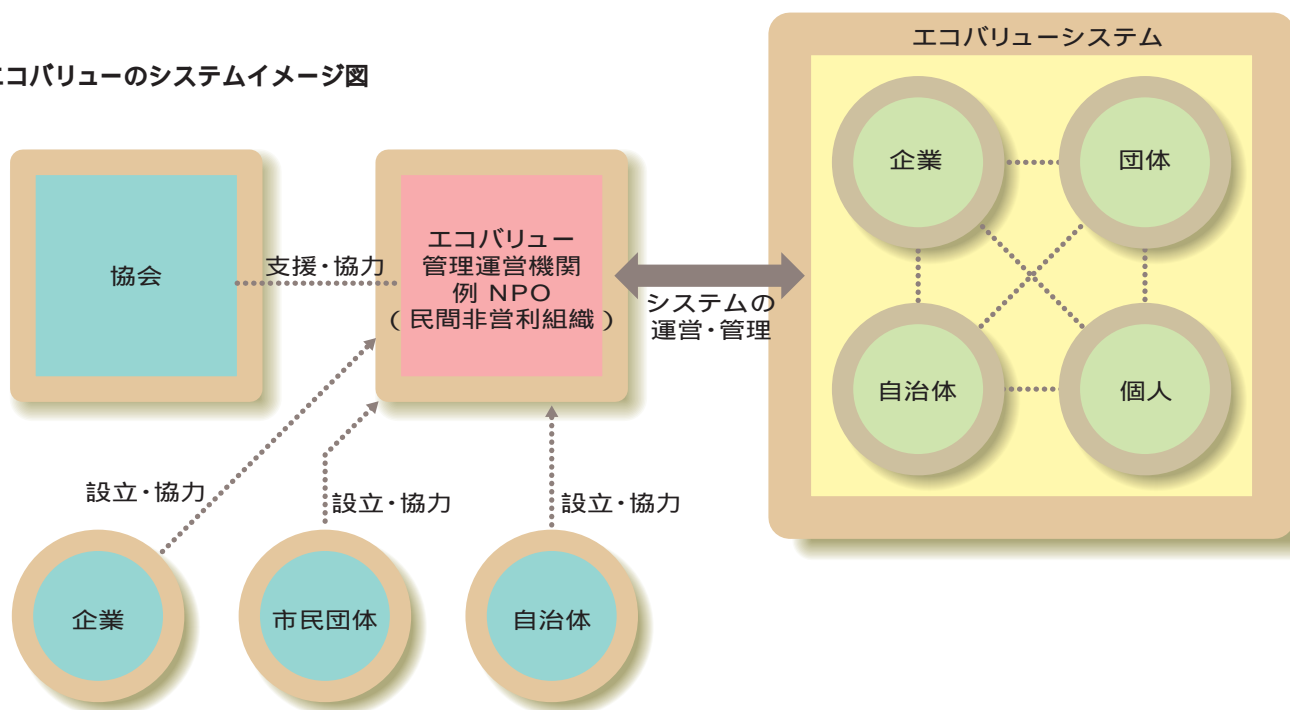 エコバリューのシステムイメージ図
エコバリューシステム
協会
支援・協力
エコバリュー
管理運営機関
例 NPO
(民間非営利組織)
システムの
運営・管理
企業
団体
自治体
個人
設立・協力
設立・協力
設立・協力
企業
市民団体
自治体